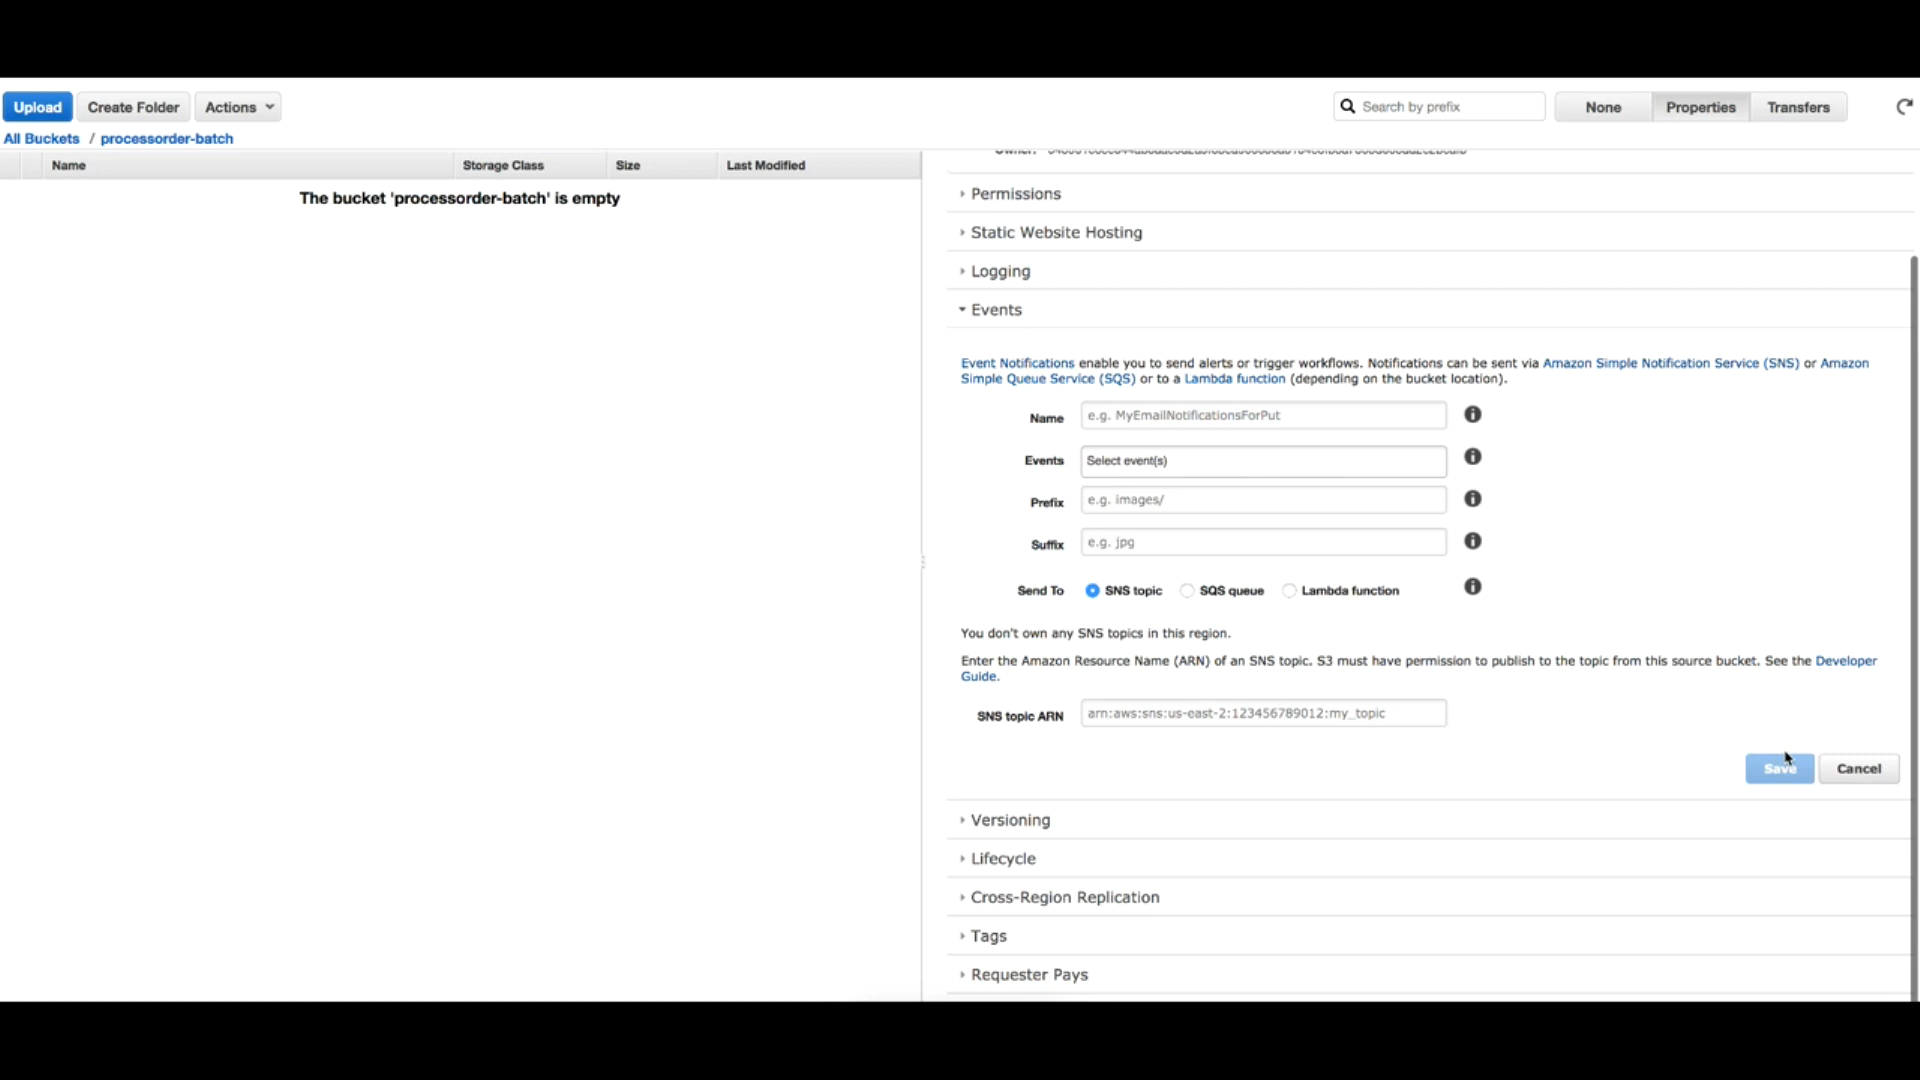 Upload Create Folder Actions Search by prefix None Properties Transfers
All Buckets / processorder-batch
Name Storage Class Size Last Modified
The bucket 'processorder-batch' is empty
Owner:
Permissions
Static Website Hosting
Logging
Events
Event Notifications enable you to send alerts or trigger workflows. Notifications can be sent via Amazon Simple Notification Service (SNS) or Amazon
Simple Queue Service (SQS) or to a Lambda function (depending on the bucket location).
Name e.g. MyEmailNotificationsForPut
Events Select event(s)
Prefix e.g. images/
Suffix e.g. jpg
Send To SNS topic SQS queue Lambda function
You don't own any SNS topics in this region.
Enter the Amazon Resource Name (ARN) of an SNS topic. S3 must have permission to publish to the topic from this source bucket. See the Developer
Guide.
SNS topic ARN arn:aws:sns:us-east-2:123456789012:my_topic
Save Cancel
Versioning
Lifecycle
Cross-Region Replication
Tags
Requester Pays